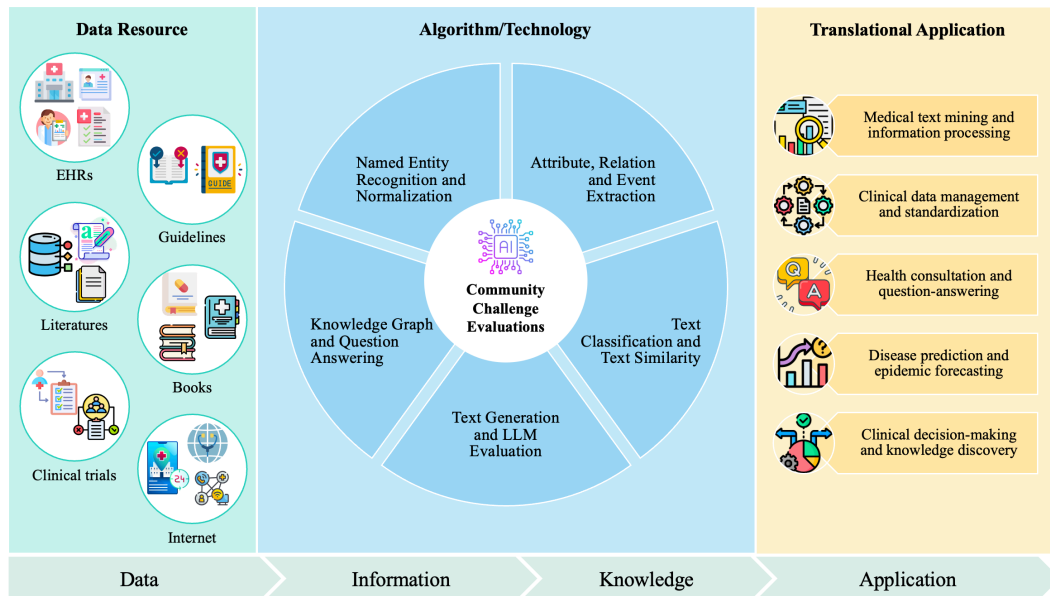 Data Resource
EHRs
GUIDE
Guidelines
a
Literatures
Books
Clinical trials
24
Internet
Algorithm/Technology
Named Entity
Recognition and
Normalization
Attribute, Relation
and Event
Extraction
AI
Community
Challenge
Evaluations
Knowledge Graph
and Question
Answering
Text
Classification and
Text Similarity
Text Generation
and LLM
Evaluation
Translational Application
Medical text mining and
information processing
Clinical data management
and standardization
Q
A
Health consultation and
question-answering
?
Disease prediction and
epidemic forecasting
Clinical decision-making
and knowledge discovery
Data
Information
Knowledge
Application